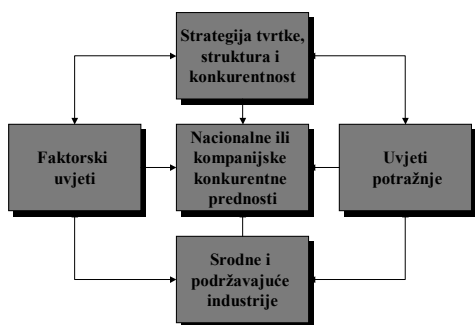 Strategija tvrtke,
struktura i
konkurentnost
Faktorski
uvjeti
Nacionalne ili
kompanijske
konkurentne
prednosti
Uvjeti
potražnje
Srodne i
podržavajuće
industrije